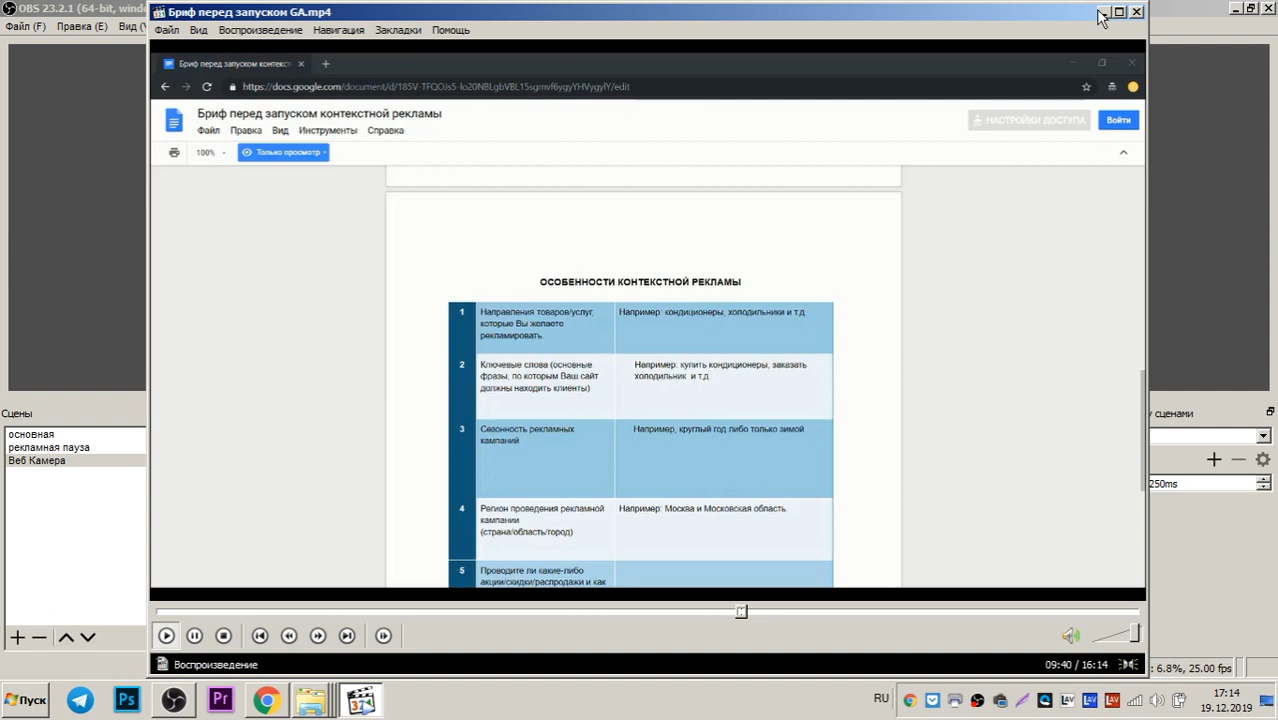 OBS 23.2.1 (64-bit, window
Бриф перед запуском GA.mp4
Файл (F) Правка (E) Вид (V)
Файл Вид Воспроизведение Навигация Закладки Помощь
Бриф перед запуском контекст
https://docs.google.com/document/d/185V-TFQOJs5-lo20NBLgbVBL15sgmvf6ygyYHVygylY/edit
Бриф перед запуском контекстной рекламы
Файл Правка Вид Инструменты Справка
НАСТРОЙКИ ДОСТУПА
Войти
100%
Только просмотр
ОСОБЕННОСТИ КОНТЕКСТНОЙ РЕКЛАМЫ
1 Направления товаров/услуг, Например: кондиционеры, холодильники и т.д.
которые Вы желаете
рекламировать.
2 Ключевые слова (основные Например: купить кондиционеры, заказать
фразы, по которым Ваш сайт холодильник и т.д.
должны находить клиенты)
3 Сезонность рекламных Например, круглый год либо только зимой
кампаний
4 Регион проведения рекламной Например: Москва и Московская область.
кампании
(страна/область/город)
5 Проводите ли какие-либо
акции/скидки/распродажи и как
Сцены
основная
рекламная пауза
Веб Камера
у сценами
250ms
Воспроизведение
09:40 / 16:14
: 6.8%, 25.00 fps
Пуск
Ps
Pr
RU
LAV LAV LAV
17:14
19.12.2019